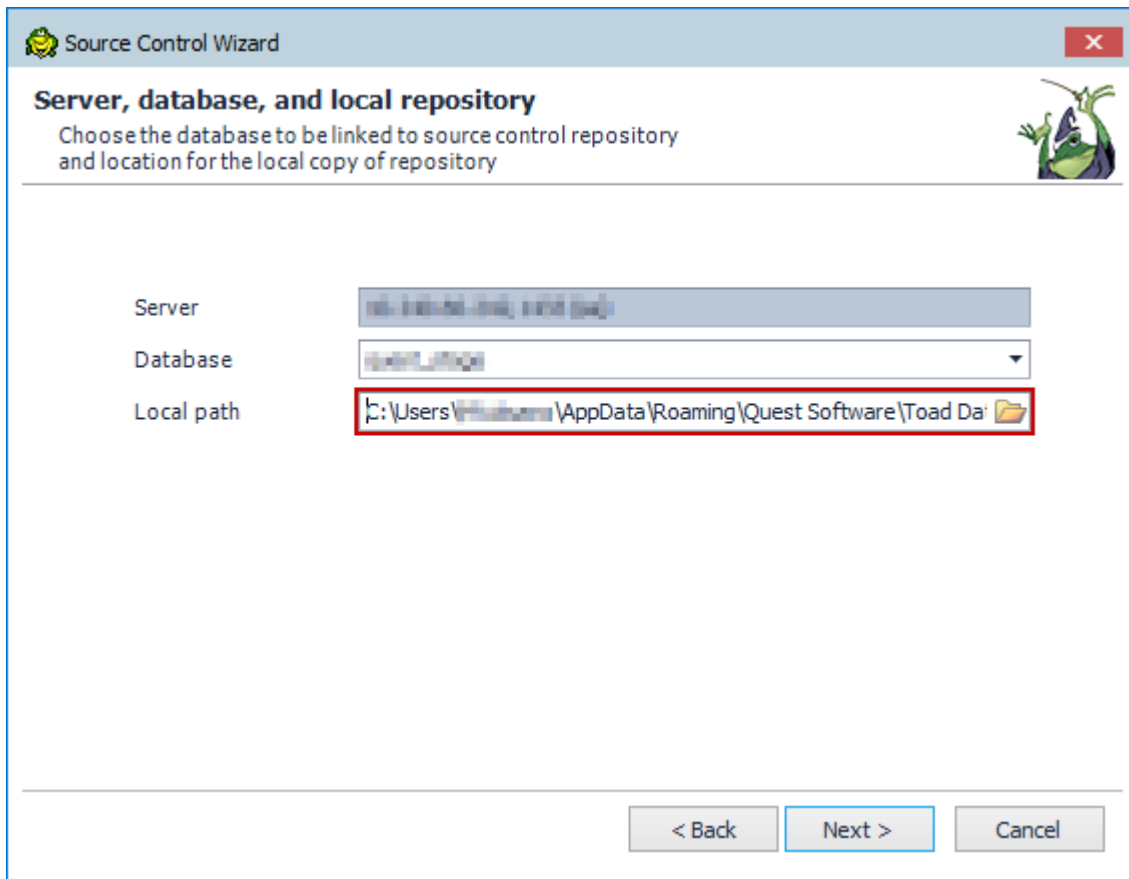 Source Control Wizard
Server, database, and local repository
Choose the database to be linked to source control repository
and location for the local copy of repository
Server
Database
Local path C:\Users\ \AppData\Roaming\Quest Software\Toad Dat
< Back Next > Cancel